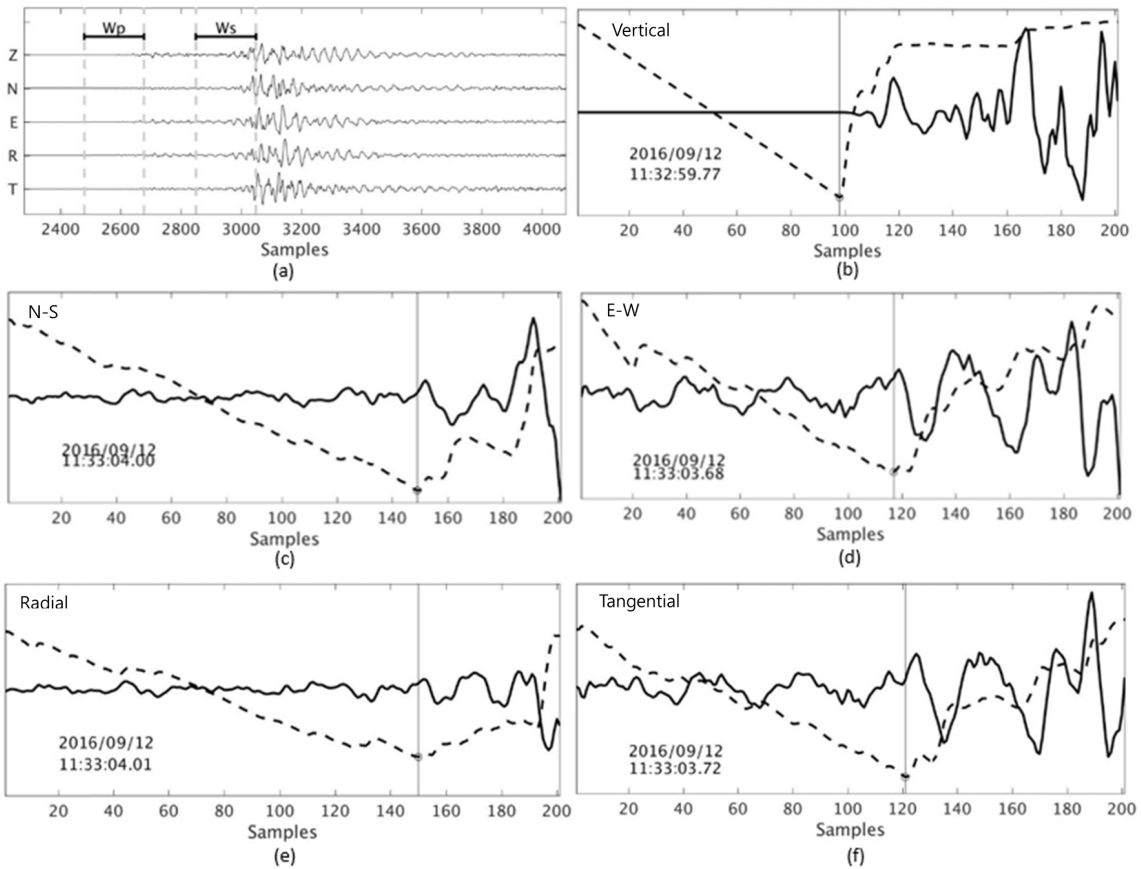 Wp Ws
Z
N
E
R
T
2400 2600 2800 3000 3200 3400 3600 3800 4000
Samples
(a)
Vertical
2016/09/12
11:32:59.77
20 40 60 80 100 120 140 160 180 200
Samples
(b)
N-S
2016/09/12
11:33:04.00
20 40 60 80 100 120 140 160 180 200
Samples
(c)
E-W
2016/09/12
11:33:03.68
20 40 60 80 100 120 140 160 180 200
Samples
(d)
Radial
2016/09/12
11:33:04.01
20 40 60 80 100 120 140 160 180 200
Samples
(e)
Tangential
2016/09/12
11:33:03.72
20 40 60 80 100 120 140 160 180 200
Samples
(f)